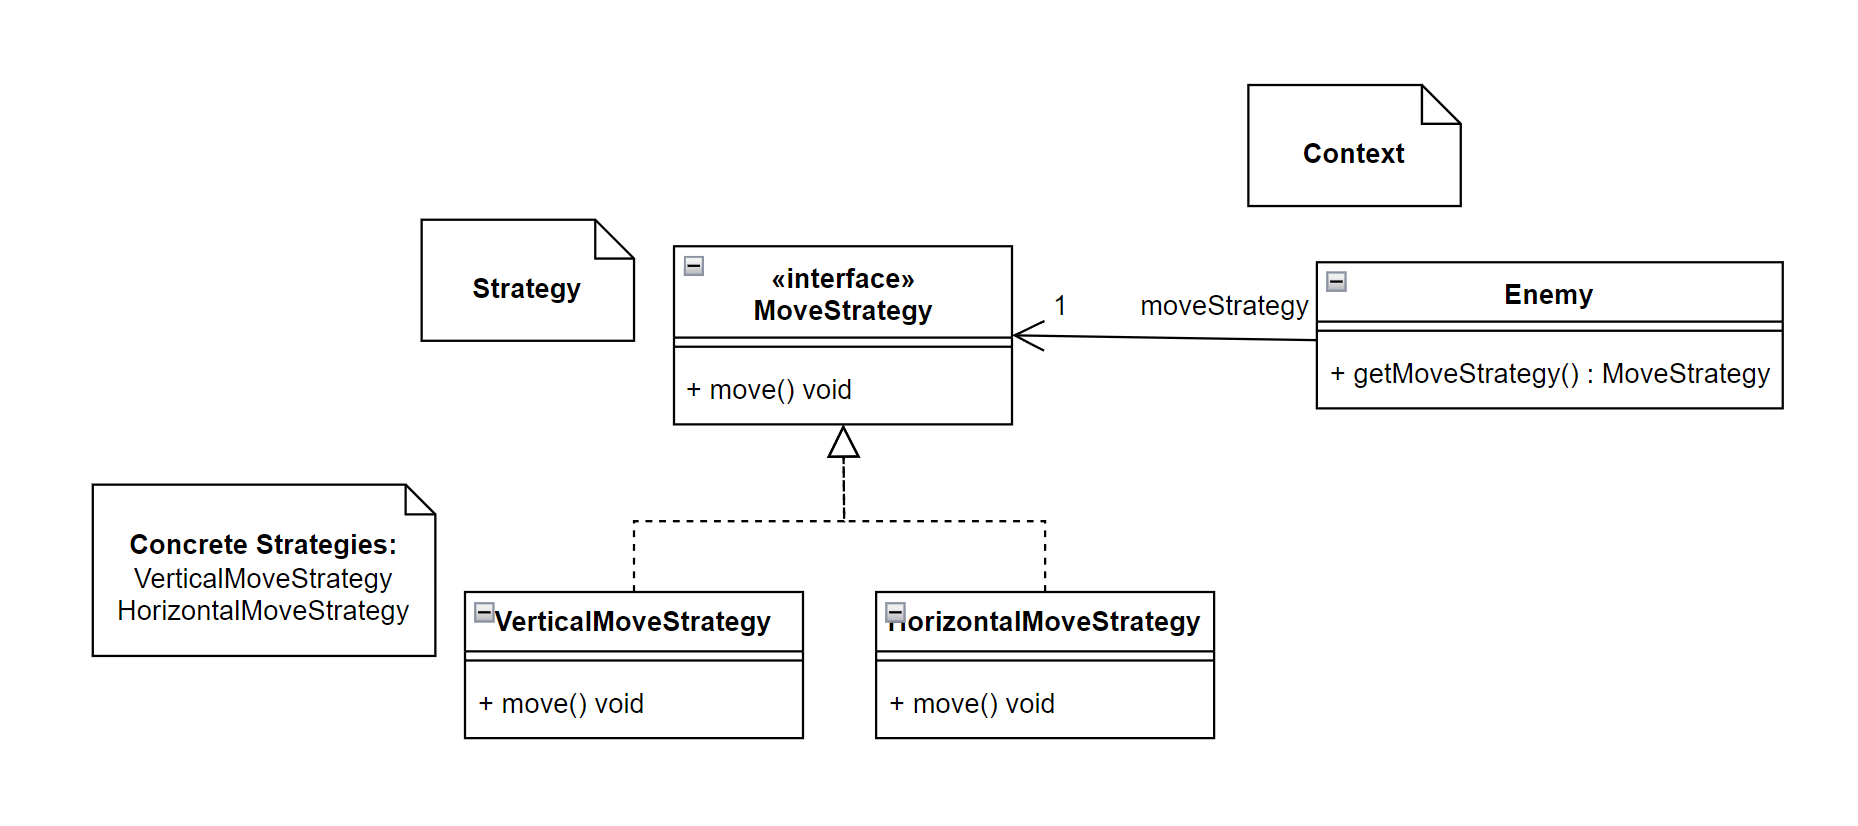 Context
Strategy
«interface»
MoveStrategy
+ move() void
1
moveStrategy
Enemy
+ getMoveStrategy() : MoveStrategy
Concrete Strategies:
VerticalMoveStrategy
HorizontalMoveStrategy
VerticalMoveStrategy
+ move() void
HorizontalMoveStrategy
+ move() void